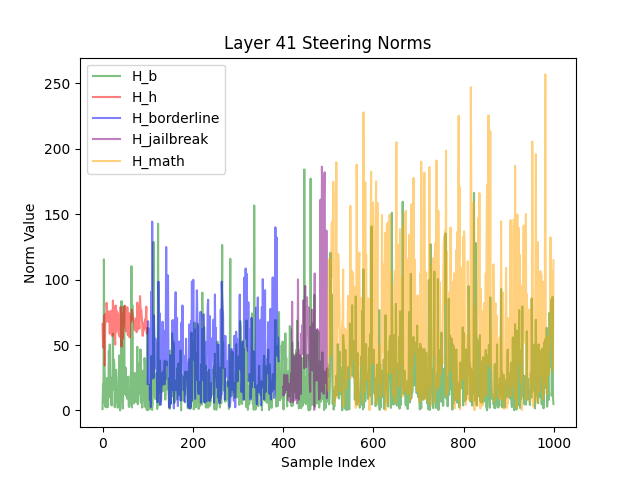 Layer 41 Steering Norms
H_b
H_h
H_borderline
H_jailbreak
H_math
Norm Value
250
200
150
100
50
0
0 200 400 600 800 1000
Sample Index